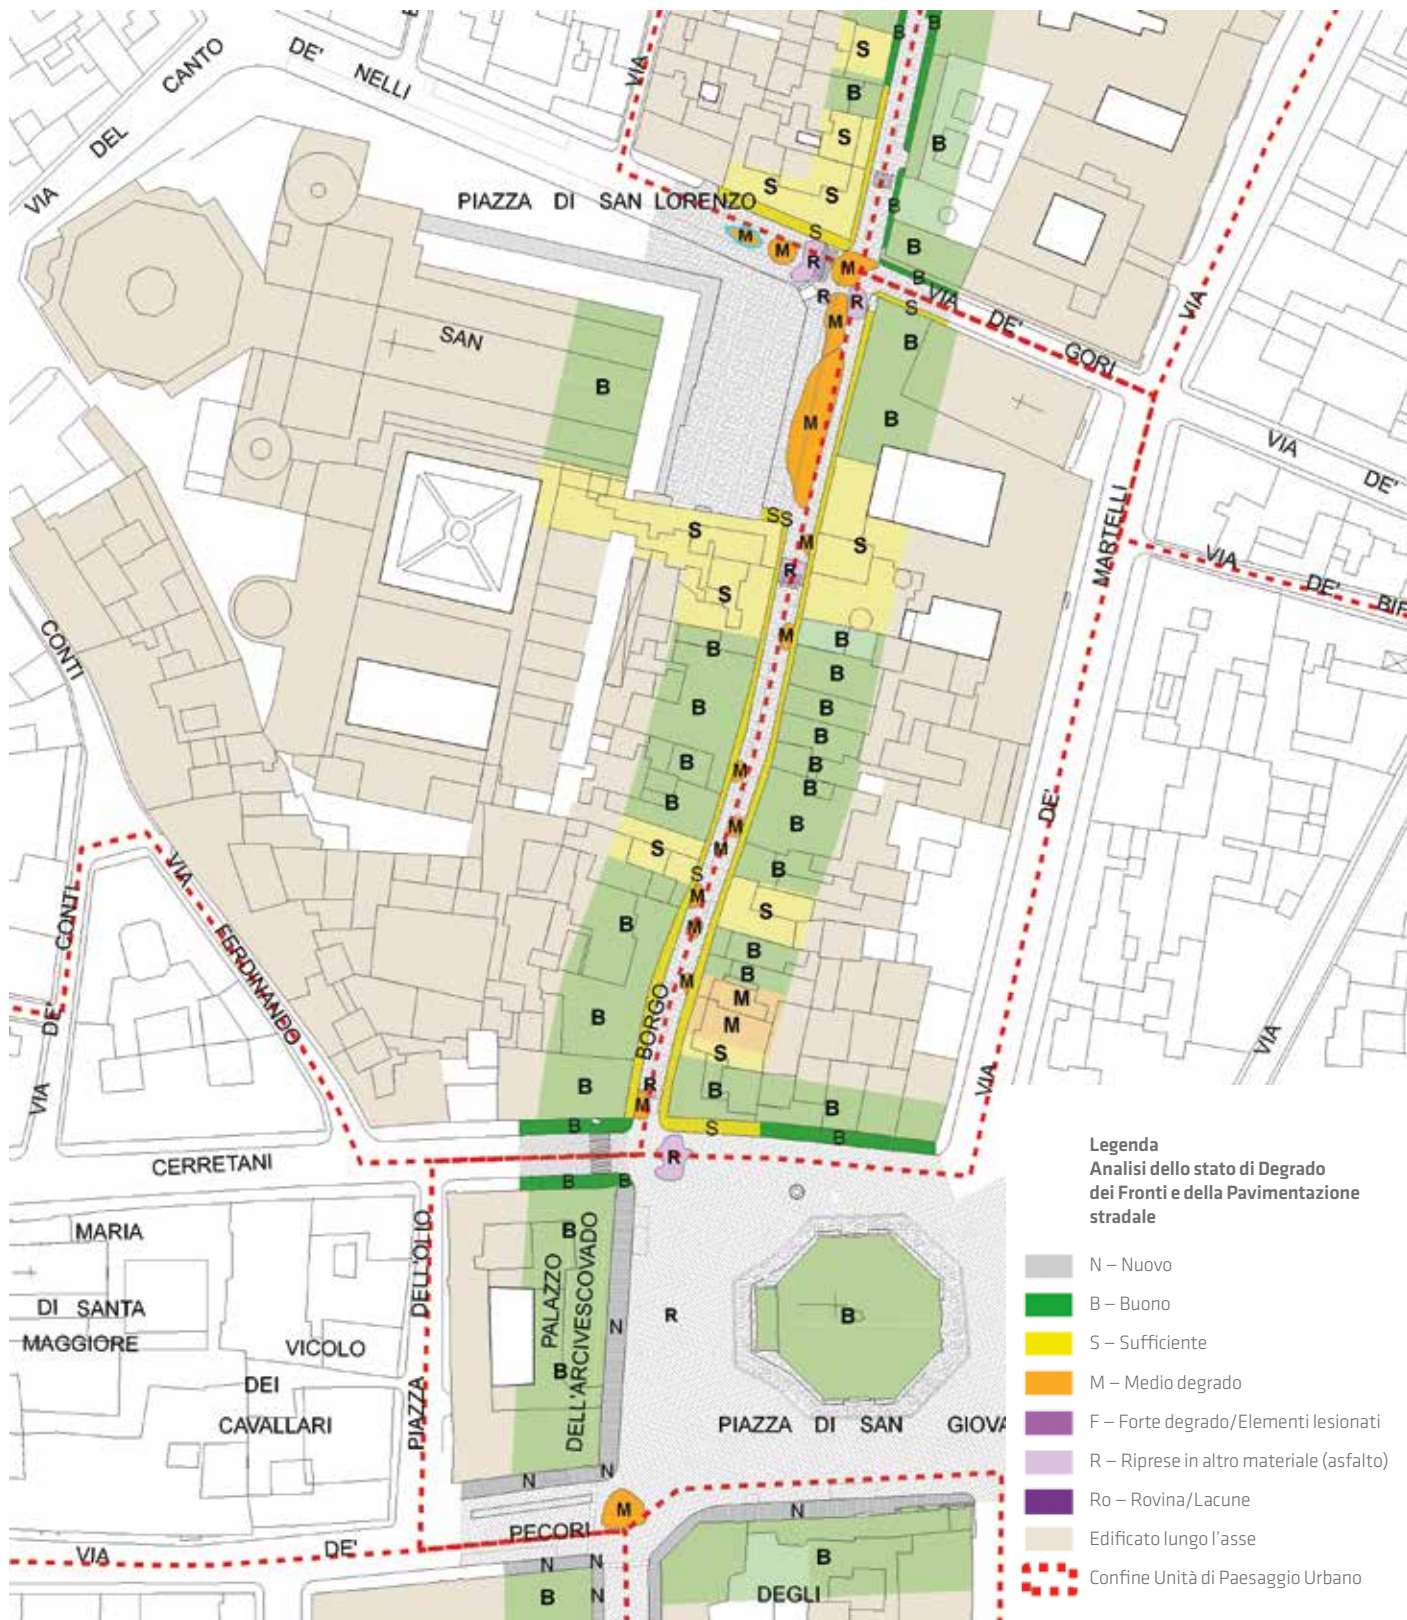 VIA
DEL
CANTO
DE'
NELLI
VIA
S
B
S
S
S
B
B
B
B
B
PIAZZA DI SAN LORENZO
S
M
M
R
M
B
B
R
R
M
S
VIA
DE'
GORI
VIA
SAN
B
B
B
M
VIA
DE'
MARTELLI
SS
S
M
S
R
S
VIA
DE'
BIF
M
B
B
B
B
B
B
B
B
B
B
M
B
B
M
M
S
S
B
M
S
M
B
B
B
M
M
M
S
B
B
B
B
R
M
B
S
B
CONTI
DE' CONTI
VIA
VIA
FERDINANDO
BORGO
DE'
VIA
VIA
CERRETANI
R
B
B
MARIA
DI SANTA
MAGGIORE
VICOLO
DEI
CAVALLARI
PIAZZA
DELL'OLIO
B
PALAZZO
DELL'ARCIVESCOVADO
B
N
R
B
PIAZZA DI SAN GIOVA
N
N
M
N
PECORI
VIA
DE'
N
N
B
N
B
DEGLI
Legenda
Analisi dello stato di Degrado
dei Fronti e della Pavimentazione
stradale
N – Nuovo
B – Buono
S – Sufficiente
M – Medio degrado
F – Forte degrado/Elementi lesionati
R – Riprese in altro materiale (asfalto)
Ro – Rovina/Lacune
Edificato lungo l'asse
Confine Unità di Paesaggio Urbano